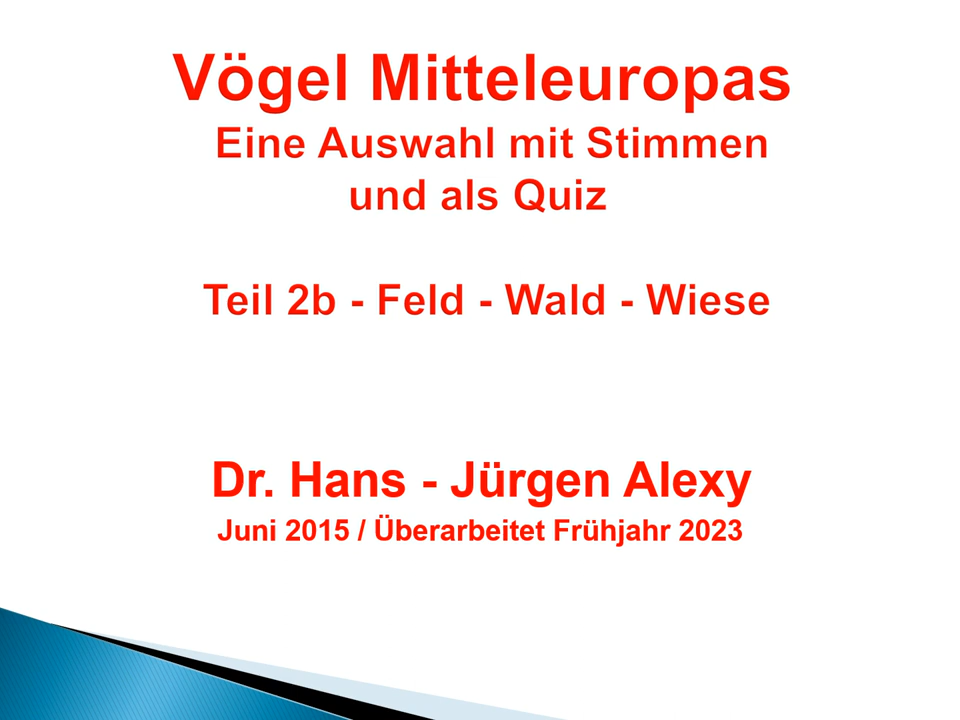 Vögel Mitteleuropas
Eine Auswahl mit Stimmen
und als Quiz
Teil 2b - Feld - Wald - Wiese
Dr. Hans - Jürgen Alexy
Juni 2015 / Überarbeitet Frühjahr 2023